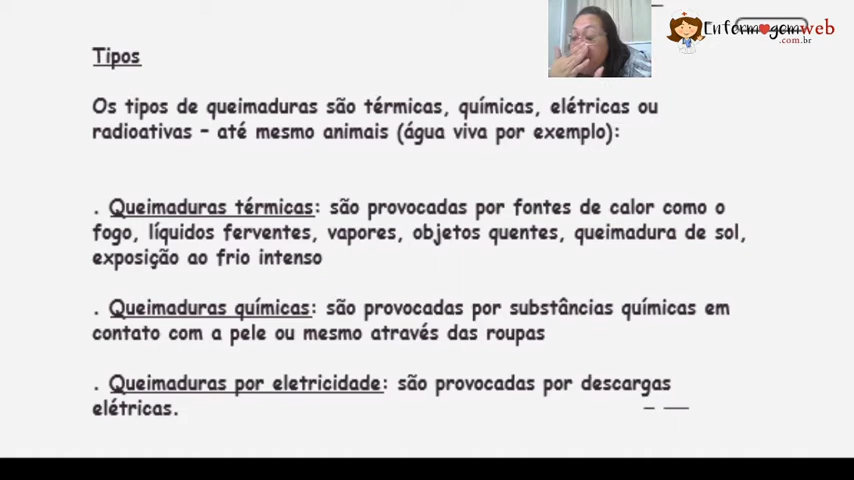 Enfermagemweb
.com.br
Tipos
Os tipos de queimaduras são térmicas, químicas, elétricas ou
radioativas – até mesmo animais (água viva por exemplo):
. Queimaduras térmicas: são provocadas por fontes de calor como o
fogo, líquidos ferventes, vapores, objetos quentes, queimadura de sol,
exposição ao frio intenso
. Queimaduras químicas: são provocadas por substâncias químicas em
contato com a pele ou mesmo através das roupas
. Queimaduras por eletricidade: são provocadas por descargas
elétricas.